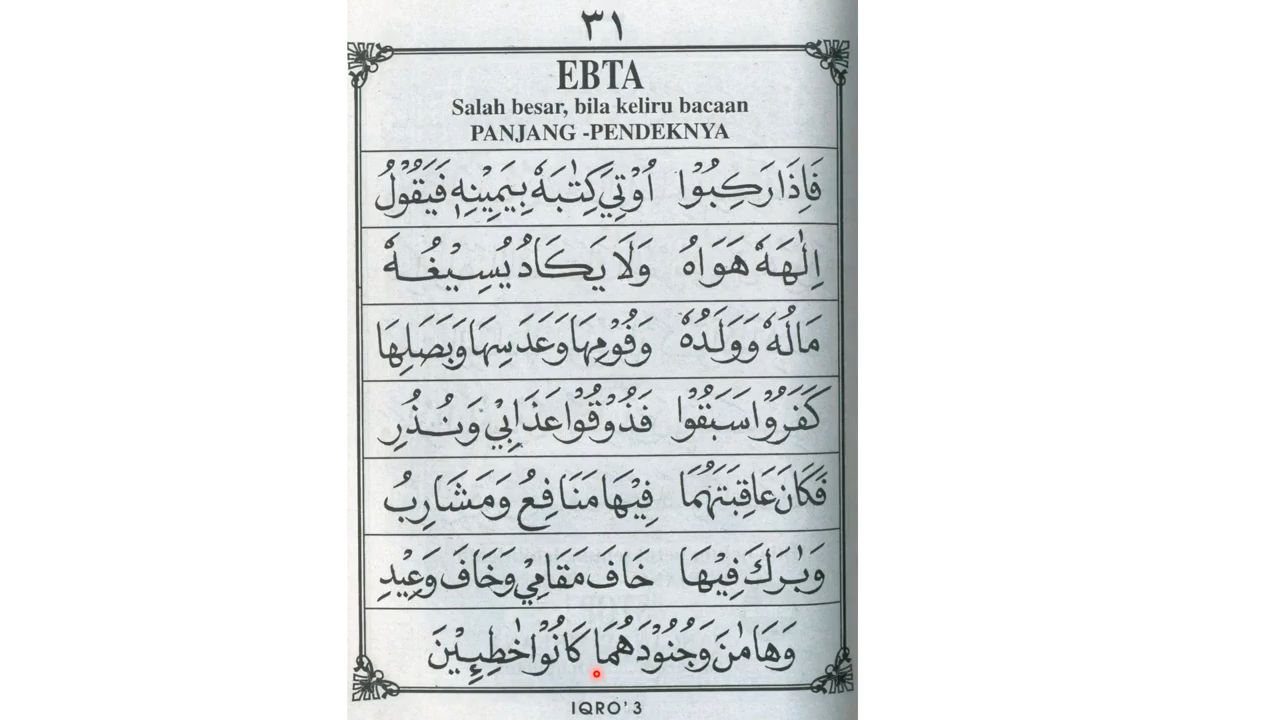 ٣١
EBTA
Salah besar, bila keliru bacaan
PANJANG -PENDEKNYA
فَاِذَا رَكِبُوْا اُوْتِيَ كِتٰبَهٗ بِيَمِيْنِهٖ فَيَقُوْلُ
اِلٰهَهٗ هَوَاهُ وَلَا يَكَادُ يُسِيْغُهٗ
مَالُهٗ وَوَلَدُهٗ وَفُوْمِهَا وَعَدَسِهَا وَبَصَلِهَا
كَفَرُوْا سَبَقُوْا فَذُوْقُوْا عَذَابِيْ وَنُذُرِ
فَكَانَ عَاقِبَتَهُمَا فِيْهَا مَنَافِعُ وَمَشَارِبُ
وَبٰرَكَ فِيْهَا خَافَ مَقَامِيْ وَخَافَ وَعِيْدِ
وَهَامٰنَ وَجُنُوْدَهُمَا كَانُوْا خٰطِـِٕيْنَ
IQRO' 3